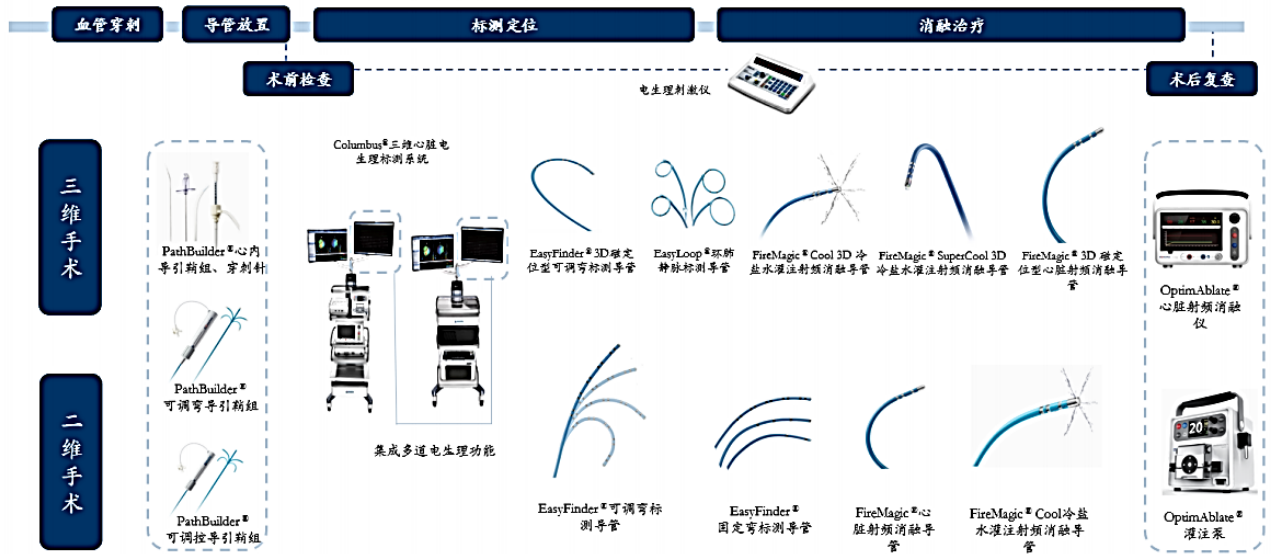 血管穿刺
导管放置
标测定位
消融治疗
术前检查
电生理刺激仪
术后复查
三维手术
Columbus®三维心脏电
生理标测系统
PathBuilder®心内
导引鞘组、穿刺针
EasyFinder® 3D磁定
位型可调弯标测导管
EasyLoop®环肺
静脉标测导管
FireMagic® Cool 3D 冷
盐水灌注射频消融导管
FireMagic® SuperCool 3D
冷盐水灌注射频消融导管
FireMagic® 3D 磁定
位型心脏射频消融导
管
OptimAblate®
心脏射频消融
仪
PathBuilder®
可调弯导引鞘组
二维手术
集成多道电生理功能
PathBuilder®
可调控导引鞘组
EasyFinder®可调弯标
测导管
EasyFinder®
固定弯标测导管
FireMagic®心
脏射频消融导
管
FireMagic® Cool冷盐
水灌注射频消融导
管
20
OptimAblate®
灌注泵